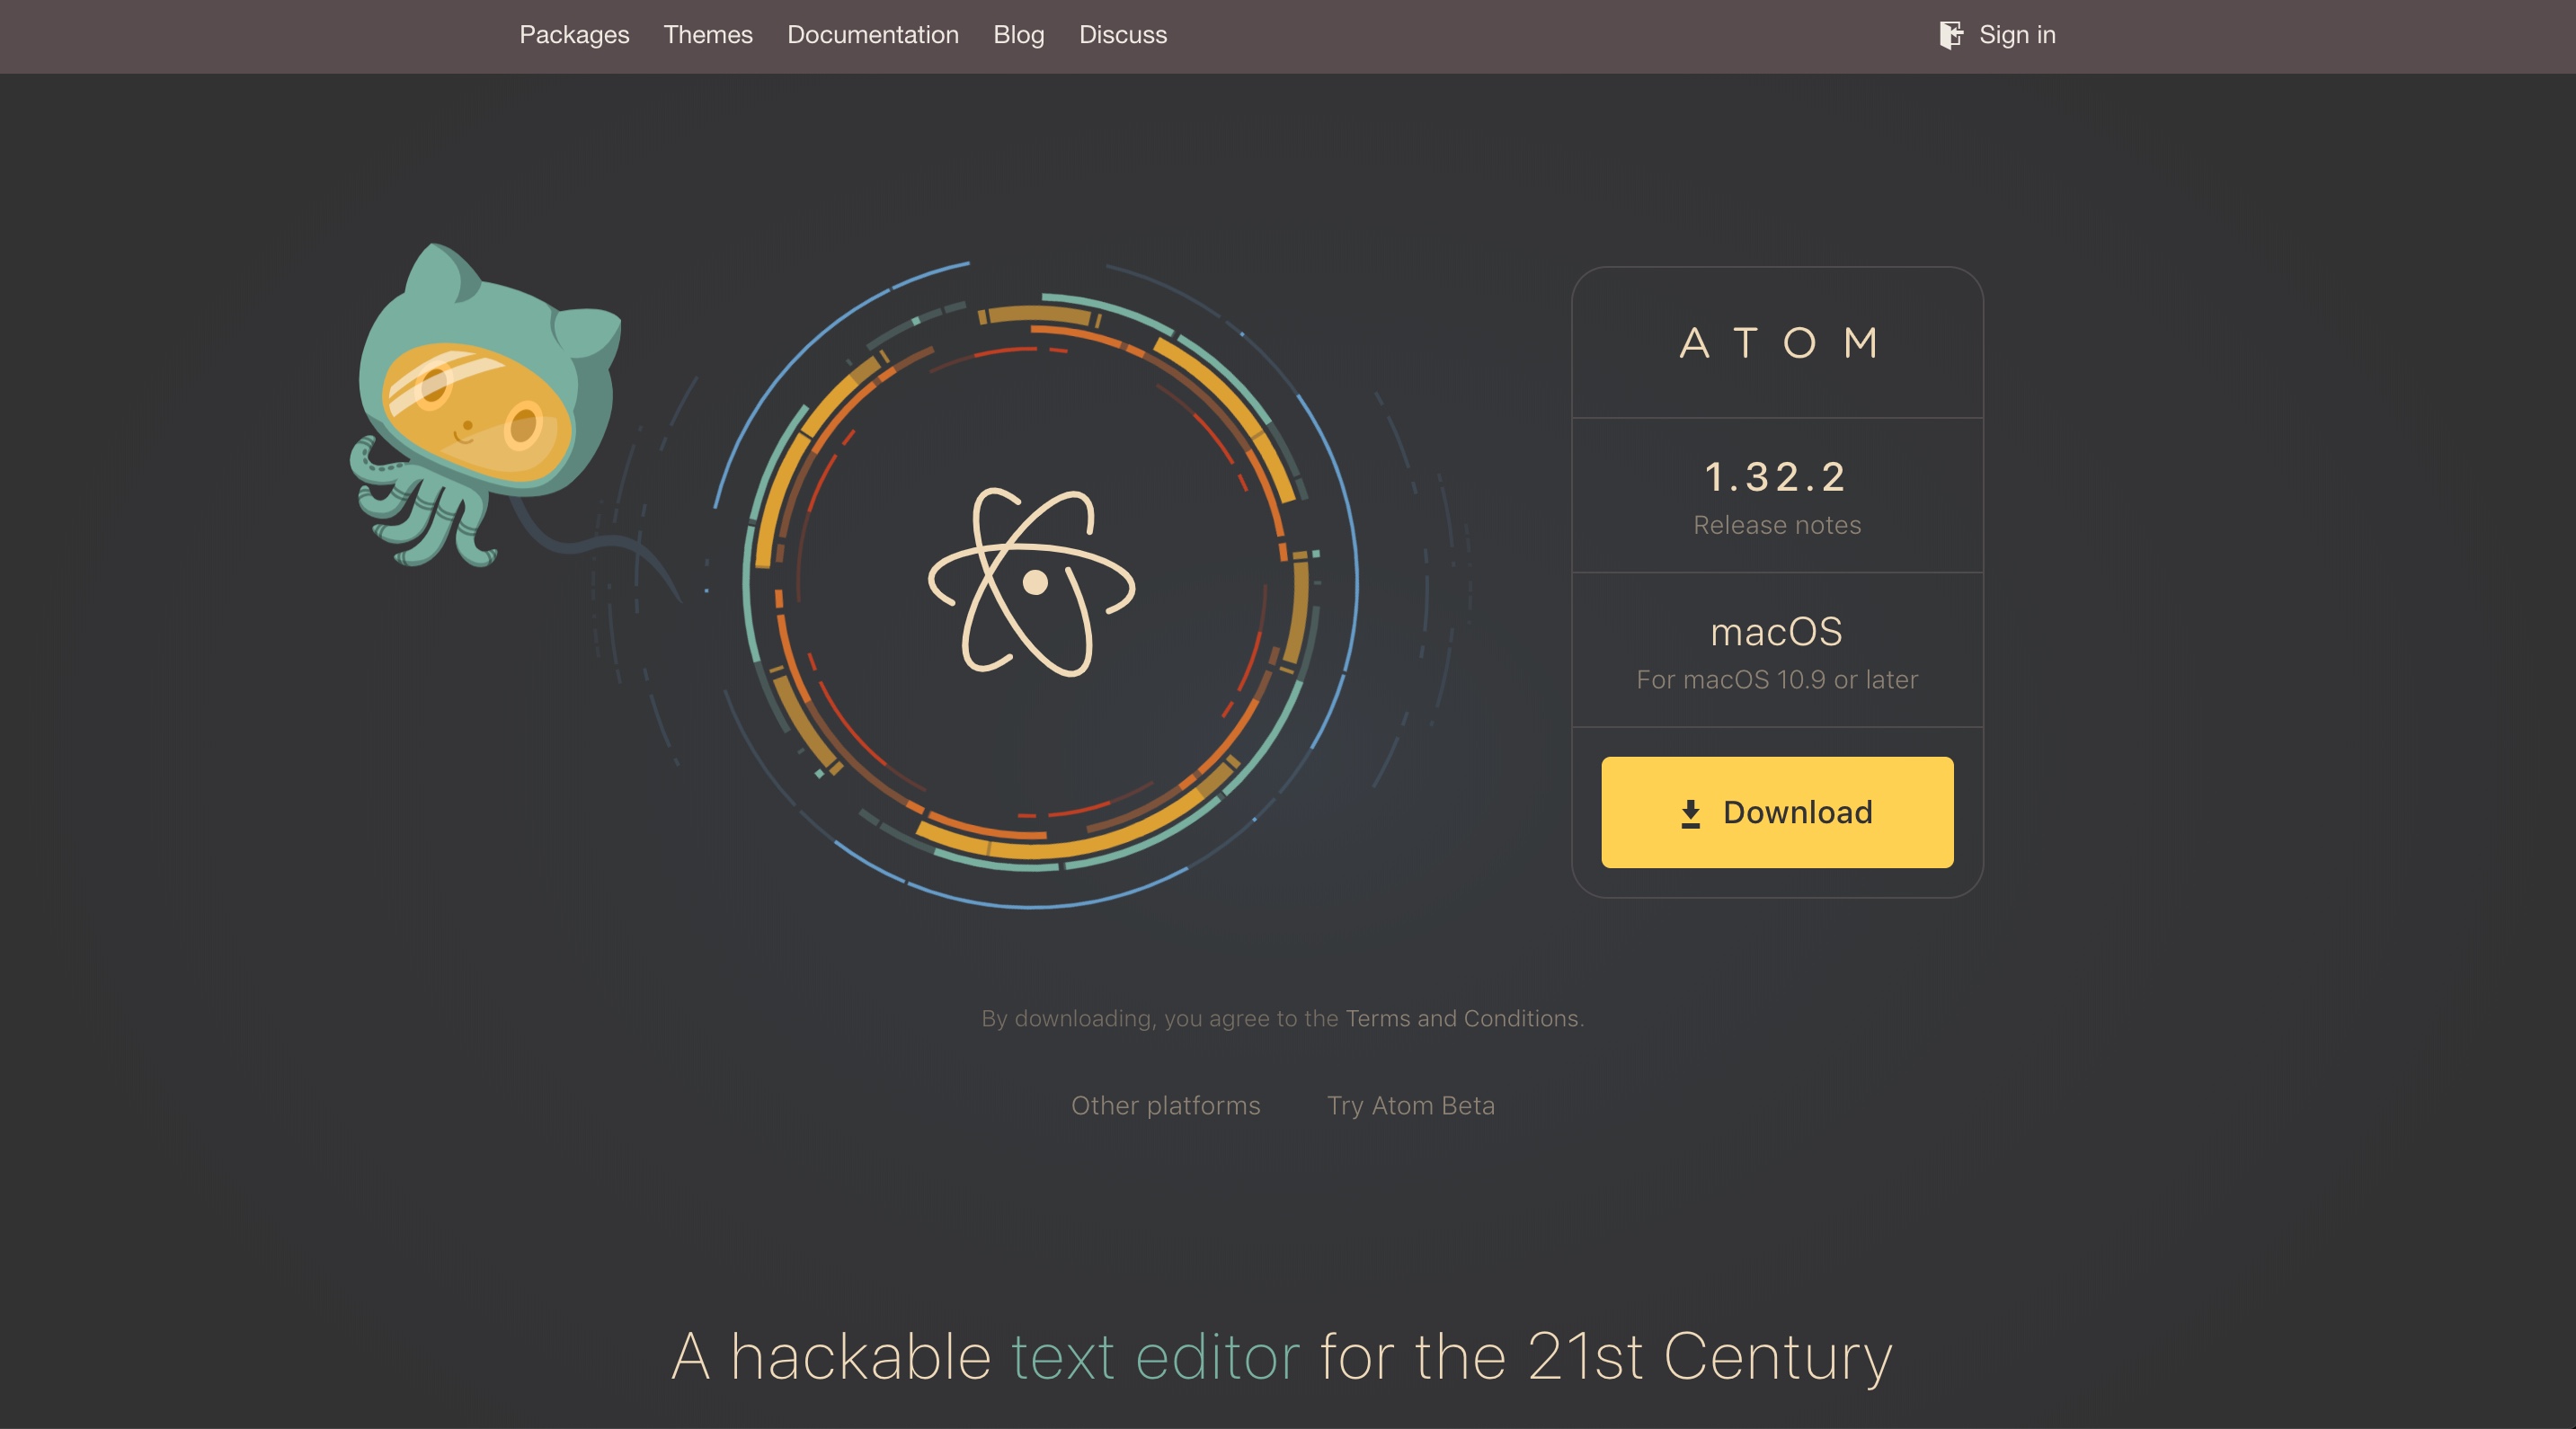 Packages Themes Documentation Blog Discuss Sign in
ATOM
1.32.2
Release notes
macOS
For macOS 10.9 or later
Download
By downloading, you agree to the Terms and Conditions.
Other platforms Try Atom Beta
A hackable text editor for the 21st Century